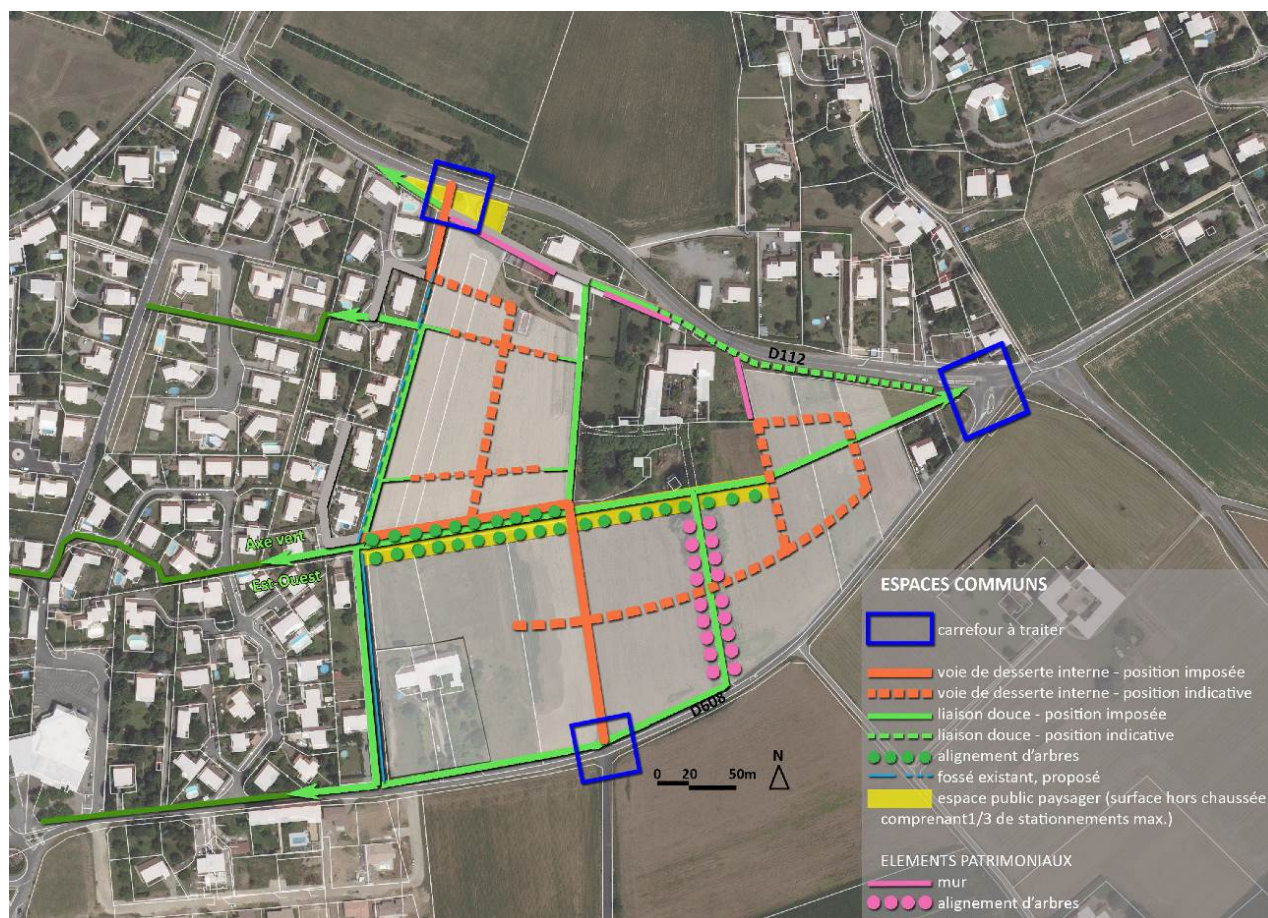 D112
Axe vert
Est-Ouest
D608
N
0 20 50m
ESPACES COMMUNS
carrefour à traiter
voie de desserte interne - position imposée
voie de desserte interne - position indicative
liaison douce - position imposée
liaison douce - position indicative
alignement d'arbres
fossé existant, proposé
espace public paysager (surface hors chaussée
comprenant1/3 de stationnements max.)
ELEMENTS PATRIMONIAUX
mur
alignement d'arbres